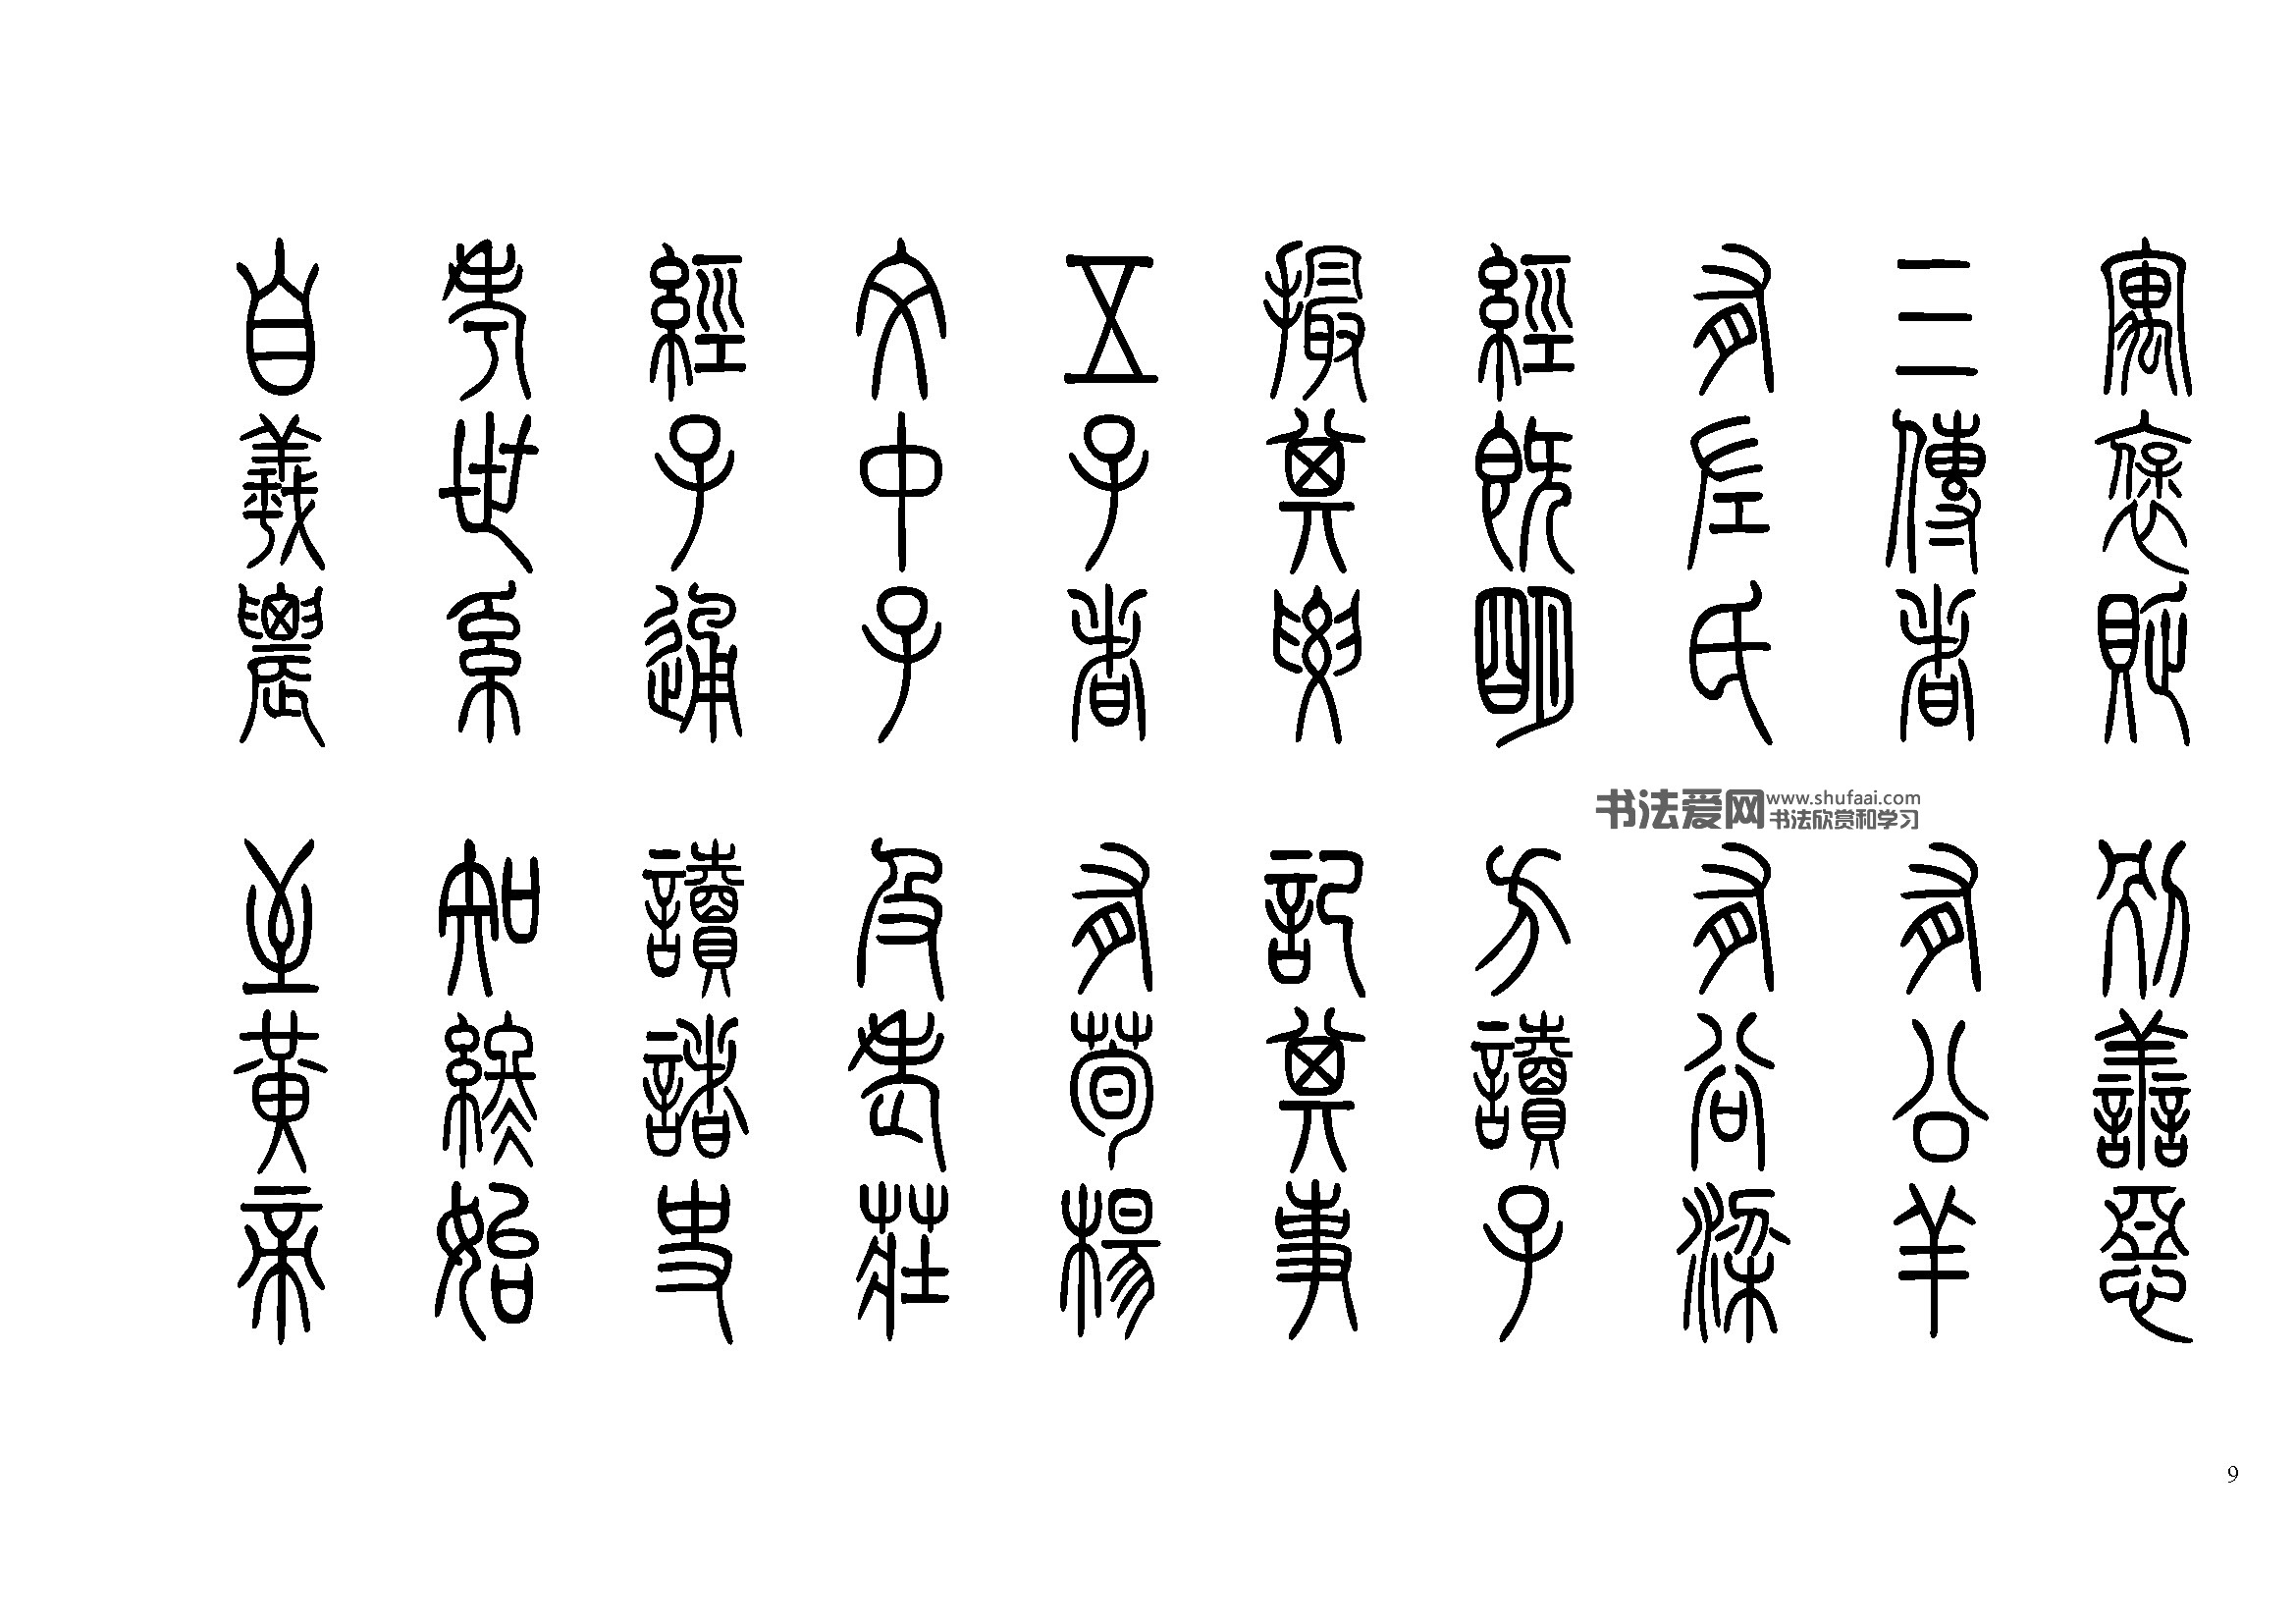 寓褒貶 別善惡
三傳者 有公羊
有左氏 有谷梁
經既明 方讀子
撮其要 記其事
五子者 有荀楊
文中子 及老莊
經子通 讀諸史
考世系 知終始
自羲農 至黃帝
书法爱网 www.shufaai.com
书法欣赏和学习
9